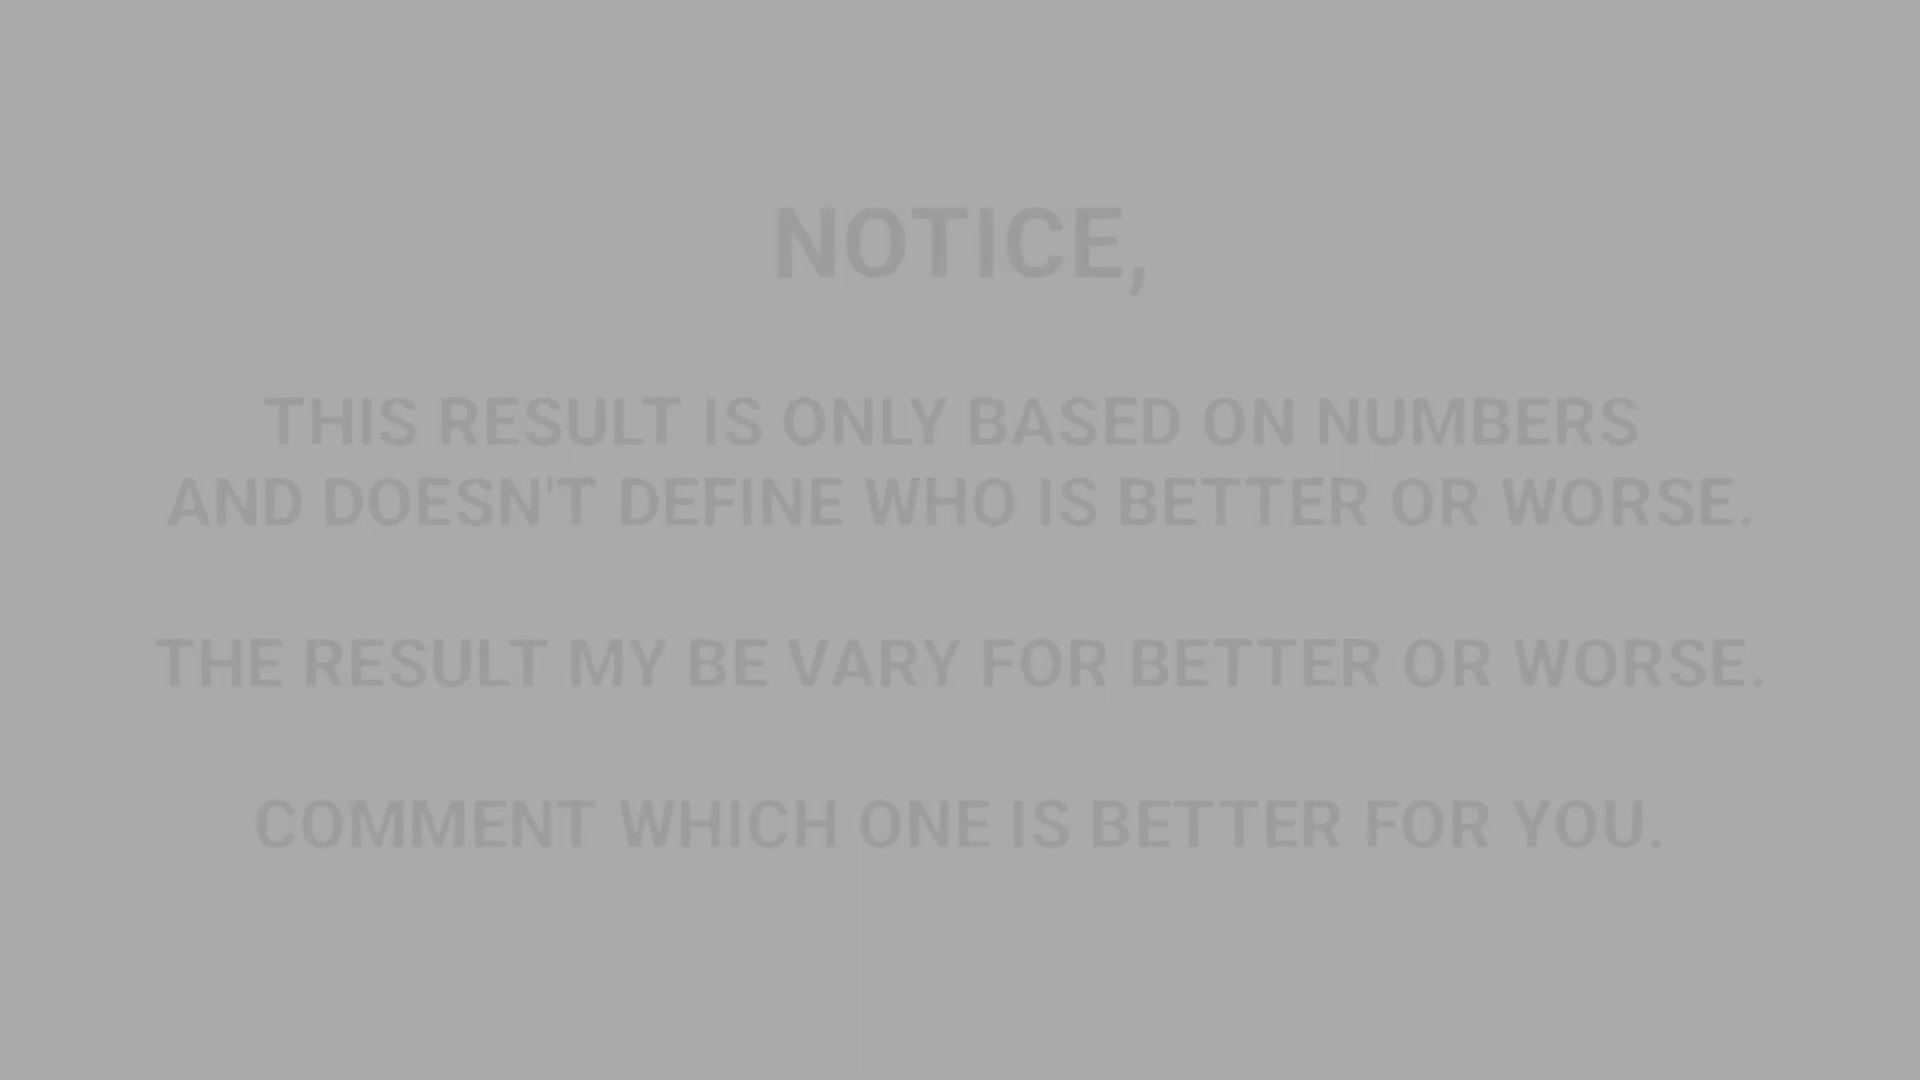 NOTICE,
THIS RESULT IS ONLY BASED ON NUMBERS
AND DOESN'T DEFINE WHO IS BETTER OR WORSE.
THE RESULT MY BE VARY FOR BETTER OR WORSE.
COMMENT WHICH ONE IS BETTER FOR YOU.